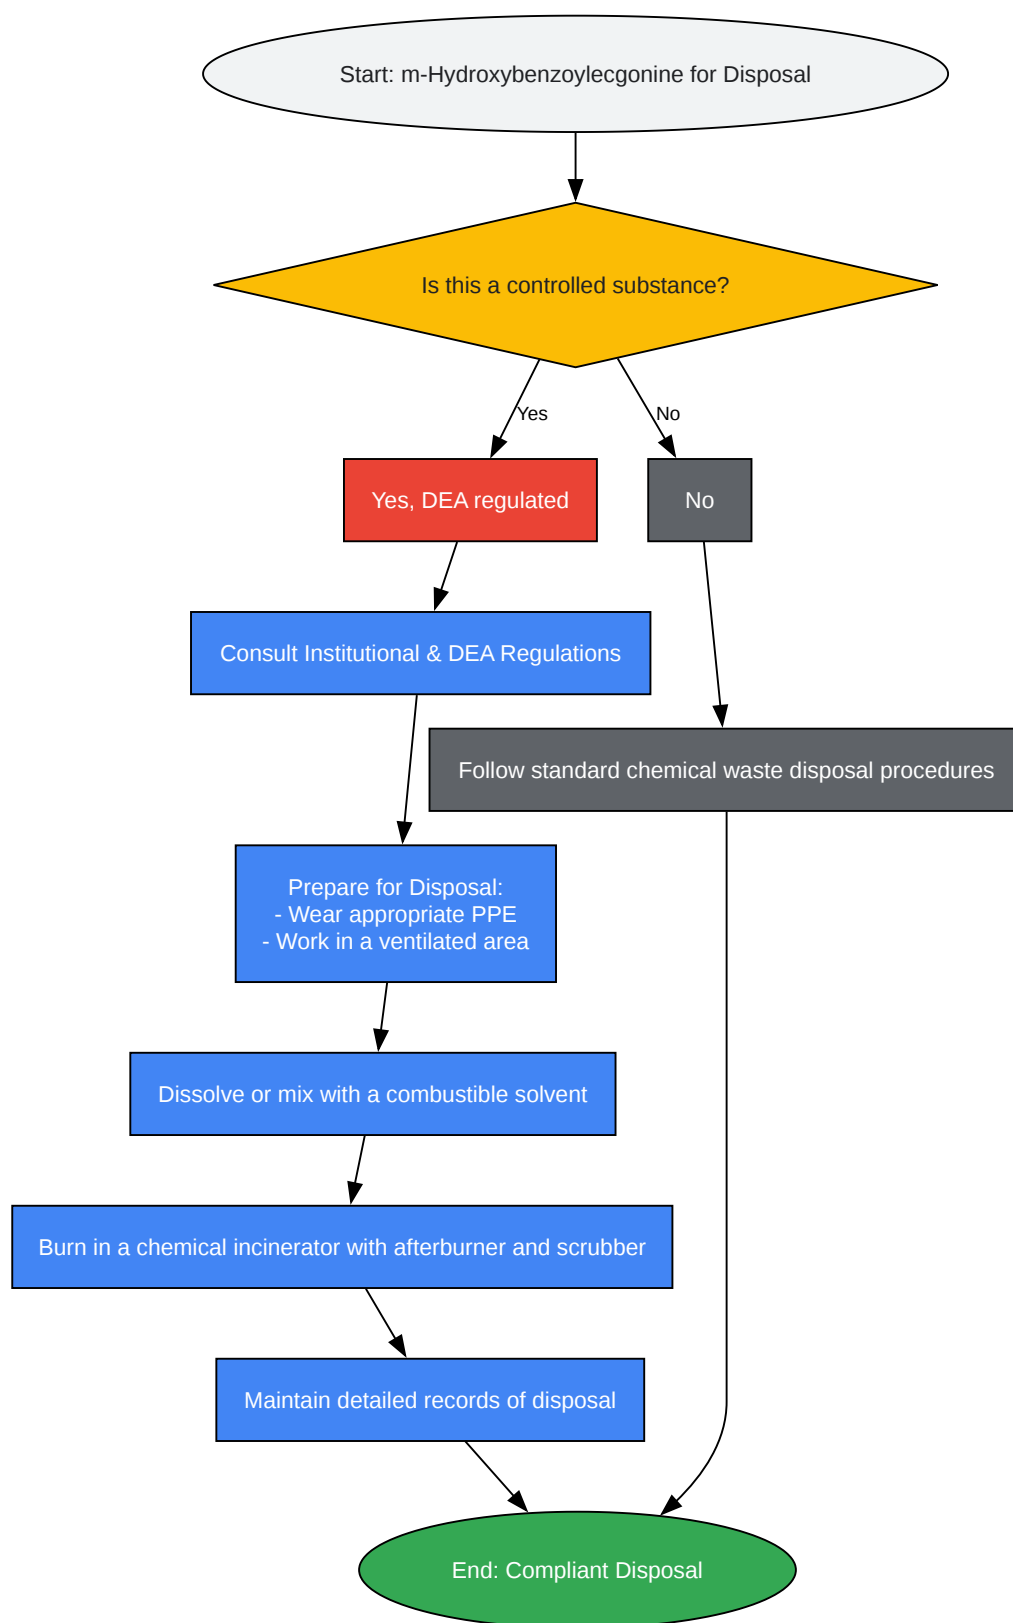 Start: m-Hydroxybenzoylecgonine for Disposal
Is this a controlled substance?
Yes
No
Yes, DEA regulated
No
Consult Institutional & DEA Regulations
Follow standard chemical waste disposal procedures
Prepare for Disposal:
- Wear appropriate PPE
- Work in a ventilated area
Dissolve or mix with a combustible solvent
Burn in a chemical incinerator with afterburner and scrubber
Maintain detailed records of disposal
End: Compliant Disposal